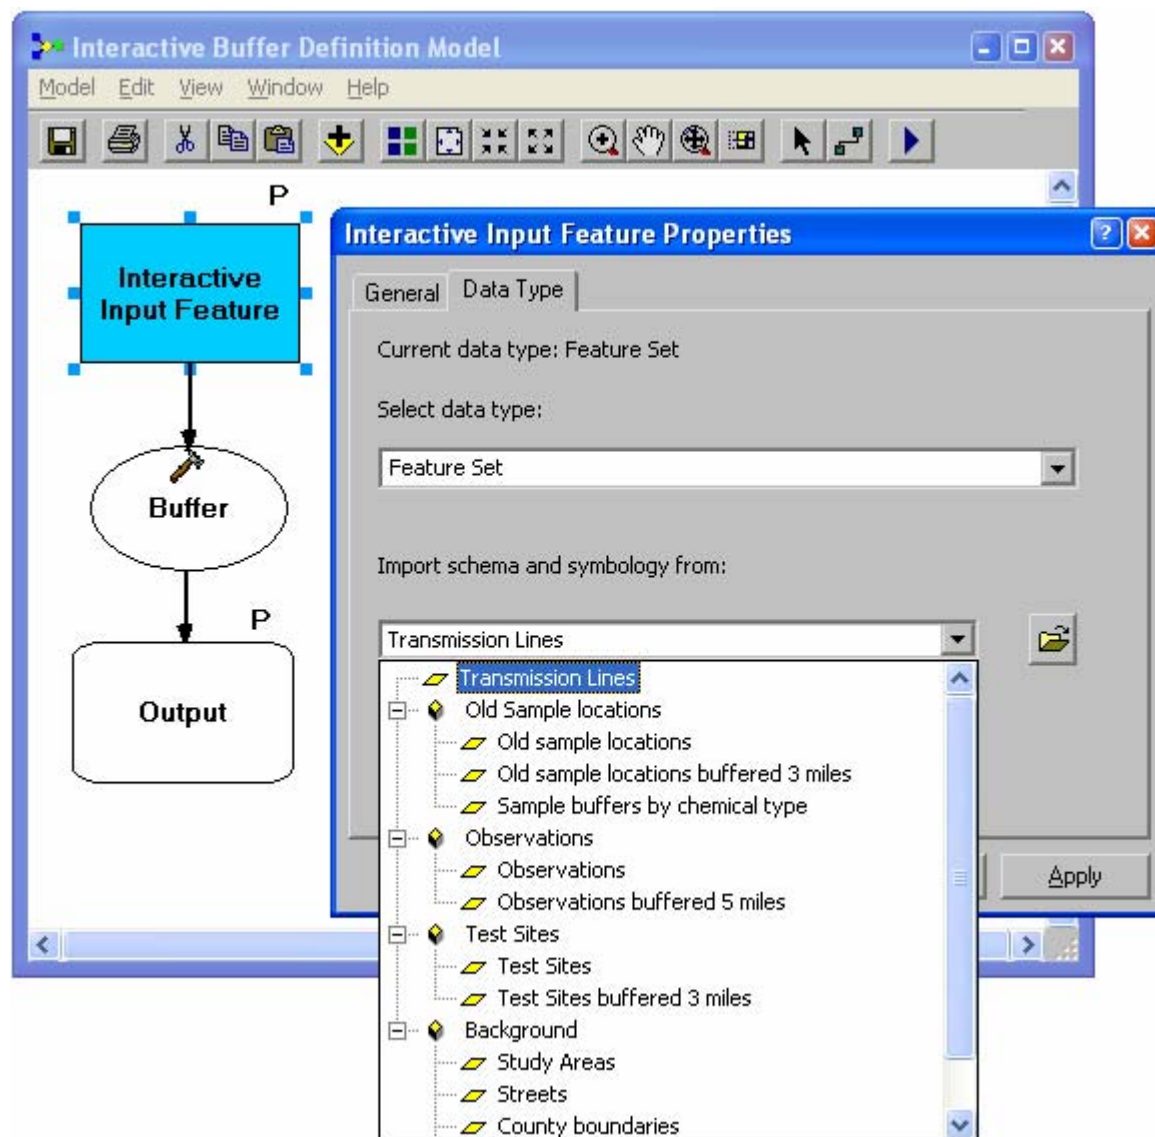 Interactive Buffer Definition Model
Model Edit View Window Help
P
Interactive
Input Feature
Buffer
P
Output
Interactive Input Feature Properties
General Data Type
Current data type: Feature Set
Select data type:
Feature Set
Import schema and symbology from:
Transmission Lines
Transmission Lines
Old Sample locations
Old sample locations
Old sample locations buffered 3 miles
Sample buffers by chemical type
Observations
Observations
Observations buffered 5 miles
Test Sites
Test Sites
Test Sites buffered 3 miles
Background
Study Areas
Streets
County boundaries
Apply